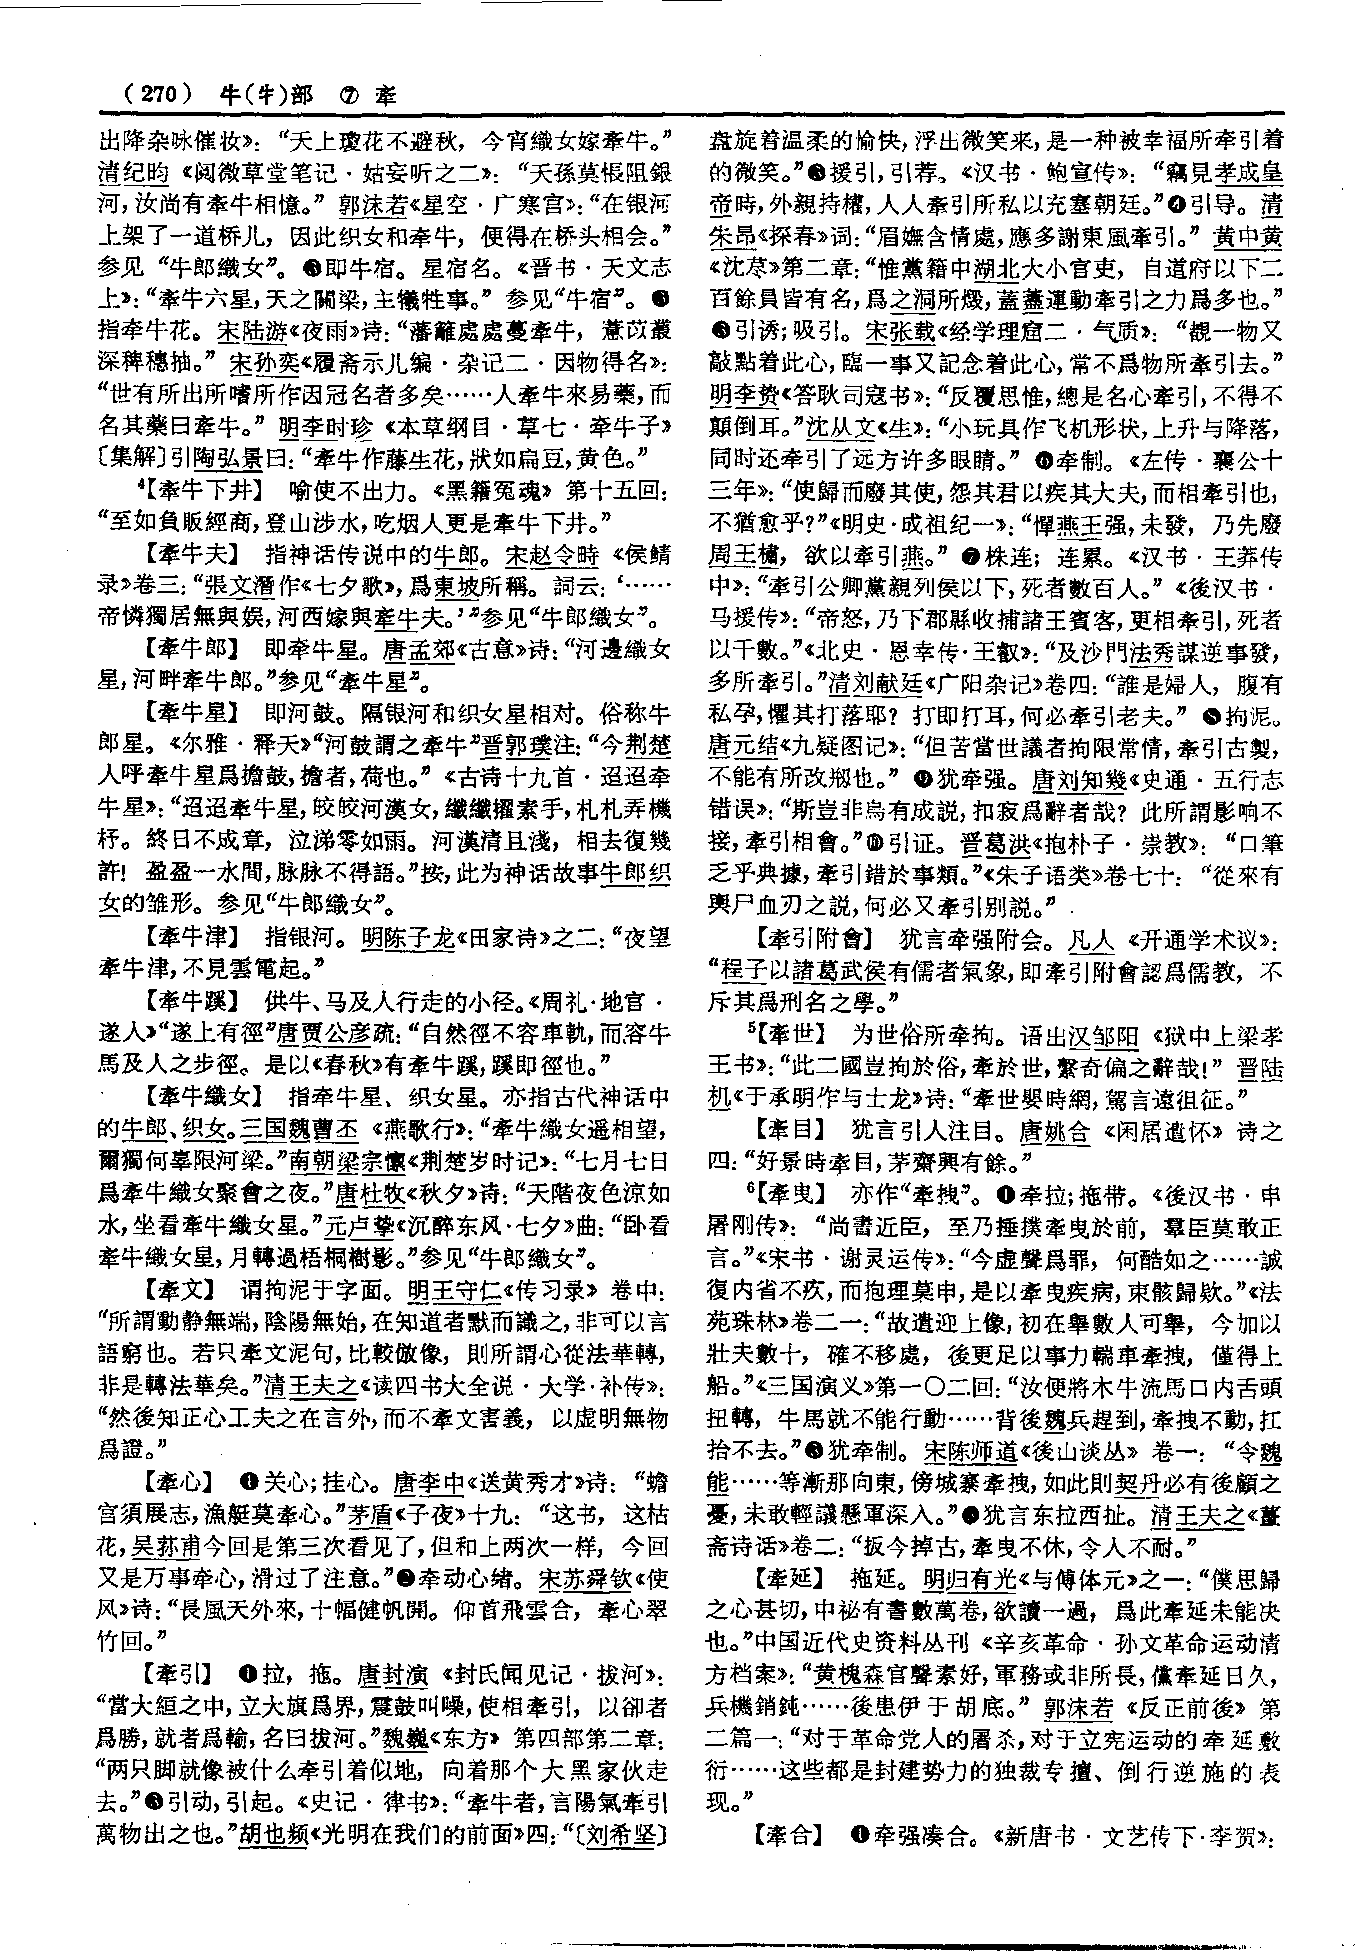 (270) 牛(牜)部 ⑦ 牽
出降杂咏催妆》：“天上瓊花不避秋，今宵織女嫁牽牛。”
清纪昀《阅微草堂笔记·姑妄听之二》：“天孫莫悵阻銀
河，汝尚有牽牛相憶。”郭沫若《星空·广寒宫》：“在银河
上架了一道桥儿，因此织女和牵牛，便得在桥头相会。”
参见“牛郎織女”。❸即牛宿。星宿名。《晋书·天文志
上》：“牽牛六星，天之關梁，主犧牲事。”参见“牛宿”。❸
指牵牛花。宋陆游《夜雨》诗：“藩籬處處蔓牽牛，薏苡叢
深稗穗抽。”宋孙奕《履斋示儿编·杂记二·因物得名》：
“世有所出所嗜所作因冠名者多矣……人牽牛來易藥，而
名其藥曰牽牛。”明李时珍《本草纲目·草七·牵牛子》
〔集解〕引陶弘景曰：“牽牛作藤生花，狀如扁豆，黄色。”
⁴【牽牛下井】 喻使不出力。《黑籍冤魂》第十五回：
“至如負販經商，登山涉水，吃烟人更是牽牛下井。”
【牽牛夫】 指神话传说中的牛郎。宋赵令畤《侯鲭
录》卷三：“張文潛作《七夕歌》，爲東坡所稱。詞云：‘……
帝憐獨居無與娱，河西嫁與牽牛夫。’”参见“牛郎織女”。
【牽牛郎】 即牵牛星。唐孟郊《古意》诗：“河邊織女
星，河畔牽牛郎。”参见“牽牛星”。
【牽牛星】 即河鼓。隔银河和织女星相对。俗称牛
郎星。《尔雅·释天》“河鼓謂之牽牛”晋郭璞注：“今荆楚
人呼牽牛星爲擔鼓，擔者，荷也。”《古诗十九首·迢迢牵
牛星》：“迢迢牽牛星，皎皎河漢女，纖纖擢素手，札札弄機
杼。終日不成章，泣涕零如雨。河漢清且淺，相去復幾
許！盈盈一水間，脉脉不得語。”按，此为神话故事牛郎织
女的雏形。参见“牛郎織女”。
【牽牛津】 指银河。明陈子龙《田家诗》之二：“夜望
牽牛津，不見雲電起。”
【牽牛蹊】 供牛、马及人行走的小径。《周礼·地官·
遂人》“遂上有徑”唐贾公彦疏：“自然徑不容車軌，而容牛
馬及人之步徑。是以《春秋》有牽牛蹊，蹊即徑也。”
【牽牛織女】 指牵牛星、织女星。亦指古代神话中
的牛郎、织女。三国魏曹丕《燕歌行》：“牽牛織女遥相望，
爾獨何辜限河梁。”南朝梁宗懔《荆楚岁时记》：“七月七日
爲牽牛織女聚會之夜。”唐杜牧《秋夕》诗：“天階夜色涼如
水，坐看牽牛織女星。”元卢挚《沉醉东风·七夕》曲：“卧看
牽牛織女星，月轉過梧桐樹影。”参见“牛郎織女”。
【牽文】 谓拘泥于字面。明王守仁《传习录》卷中：
“所謂動静無端，陰陽無始，在知道者默而識之，非可以言
語窮也。若只牽文泥句，比較倣像，則所謂心從法華轉，
非是轉法華矣。”清王夫之《读四书大全说·大学·补传》：
“然後知正心工夫之在言外，而不牽文害義，以虚明無物
爲證。”
【牽心】 ❶关心；挂心。唐李中《送黄秀才》诗：“蟾
宫須展志，漁艇莫牽心。”茅盾《子夜》十九：“这书，这枯
花，吴荪甫今回是第三次看见了，但和上两次一样，今回
又是万事牵心，滑过了注意。”❷牵动心绪。宋苏舜钦《使
风》诗：“長風天外來，十幅健帆開。仰首飛雲合，牽心翠
竹回。”
【牽引】 ❶拉，拖。唐封演《封氏闻见记·拔河》：
“當大絙之中，立大旗爲界，震鼓叫噪，使相牽引，以卻者
爲勝，就者爲輸，名曰拔河。”魏巍《东方》第四部第二章：
“两只脚就像被什么牵引着似地，向着那个大黑家伙走
去。”❸引动，引起。《史记·律书》：“牽牛者，言陽氣牽引
萬物出之也。”胡也频《光明在我们的前面》四：“〔刘希坚〕
盘旋着温柔的愉快，浮出微笑来，是一种被幸福所牵引着
的微笑。”❸援引，引荐。《汉书·鲍宣传》：“竊見孝成皇
帝時，外親持權，人人牽引所私以充塞朝廷。”❹引导。清
朱昂《探春》词：“眉嫵含情處，應多謝東風牽引。”黄中黄
《沈荩》第二章：“惟黨籍中湖北大小官吏，自道府以下二
百餘員皆有名，爲之洞所燬，蓋藎運動牽引之力爲多也。”
❺引诱；吸引。宋张载《经学理窟二·气质》：“覩一物又
敲點着此心，臨一事又記念着此心，常不爲物所牽引去。”
明李贽《答耿司寇书》：“反覆思惟，總是名心牽引，不得不
顛倒耳。”沈从文《生》：“小玩具作飞机形状，上升与降落，
同时还牵引了远方许多眼睛。”❻牵制。《左传·襄公十
三年》：“使歸而廢其使，怨其君以疾其大夫，而相牽引也，
不猶愈乎？”《明史·成祖纪一》：“憚燕王强，未發，乃先廢
周王橚，欲以牽引燕。”❼株连；连累。《汉书·王莽传
中》：“牽引公卿黨親列侯以下，死者數百人。”《後汉书·
马援传》：“帝怒，乃下郡縣收捕諸王賓客，更相牽引，死者
以千數。”《北史·恩幸传·王叡》：“及沙門法秀謀逆事發，
多所牽引。”清刘献廷《广阳杂记》卷四：“誰是婦人，腹有
私孕，懼其打落耶？打即打耳，何必牽引老夫。”❽拘泥。
唐元结《九疑图记》：“但苦當世議者拘限常情，牽引古製，
不能有所改刱也。”❾犹牵强。唐刘知幾《史通·五行志
错误》：“斯豈非烏有成説，扣寂爲辭者哉？此所謂影响不
接，牽引相會。”❿引证。晋葛洪《抱朴子·崇教》：“口筆
乏乎典據，牽引錯於事類。”《朱子语类》卷七十：“從來有
輿尸血刃之説，何必又牽引别説。”
【牽引附會】 犹言牵强附会。凡人《开通学术议》：
“程子以諸葛武侯有儒者氣象，即牽引附會認爲儒教，不
斥其爲刑名之學。”
⁵【牽世】 为世俗所牵拘。语出汉邹阳《狱中上梁孝
王书》：“此二國豈拘於俗，牽於世，繫奇偏之辭哉！”晋陆
机《于承明作与士龙》诗：“牽世嬰時網，駕言遠徂征。”
【牽目】 犹言引人注目。唐姚合《闲居遣怀》诗之
四：“好景時牽目，茅齋興有餘。”
⁶【牽曳】 亦作“牽拽”。❶牵拉；拖带。《後汉书·申
屠刚传》：“尚書近臣，至乃捶撲牽曳於前，羣臣莫敢正
言。”《宋书·谢灵运传》：“今虚聲爲罪，何酷如之……誠
復内省不疚，而抱理莫申，是以牽曳疾病，束骸歸欵。”《法
苑珠林》卷二一：“故遣迎上像，初在舉數人可舉，今加以
壯夫數十，確不移處，後更足以事力輓車牽拽，僅得上
船。”《三国演义》第一〇二回：“汝便將木牛流馬口内舌頭
扭轉，牛馬就不能行動……背後魏兵趕到，牽拽不動，扛
抬不去。”❸犹牵制。宋陈师道《後山谈丛》卷一：“令魏
能……等漸那向東，傍城寨牽拽，如此則契丹必有後顧之
憂，未敢輕議懸軍深入。”❸犹言东拉西扯。清王夫之《薑
斋诗话》卷二：“扳今掉古，牽曳不休，令人不耐。”
【牽延】 拖延。明归有光《与傅体元》之一：“僕思歸
之心甚切，中祕有書數萬卷，欲讀一過，爲此牽延未能决
也。”中国近代史资料丛刊《辛亥革命·孙文革命运动清
方档案》：“黄槐森官聲素好，軍務或非所長，儻牽延日久，
兵機銷鈍……後患伊于胡底。”郭沫若《反正前後》第
二篇一：“对于革命党人的屠杀，对于立宪运动的牵延敷
衍……这些都是封建势力的独裁专擅、倒行逆施的表
现。”
【牽合】 ❶牵强凑合。《新唐书·文艺传下·李贺》：